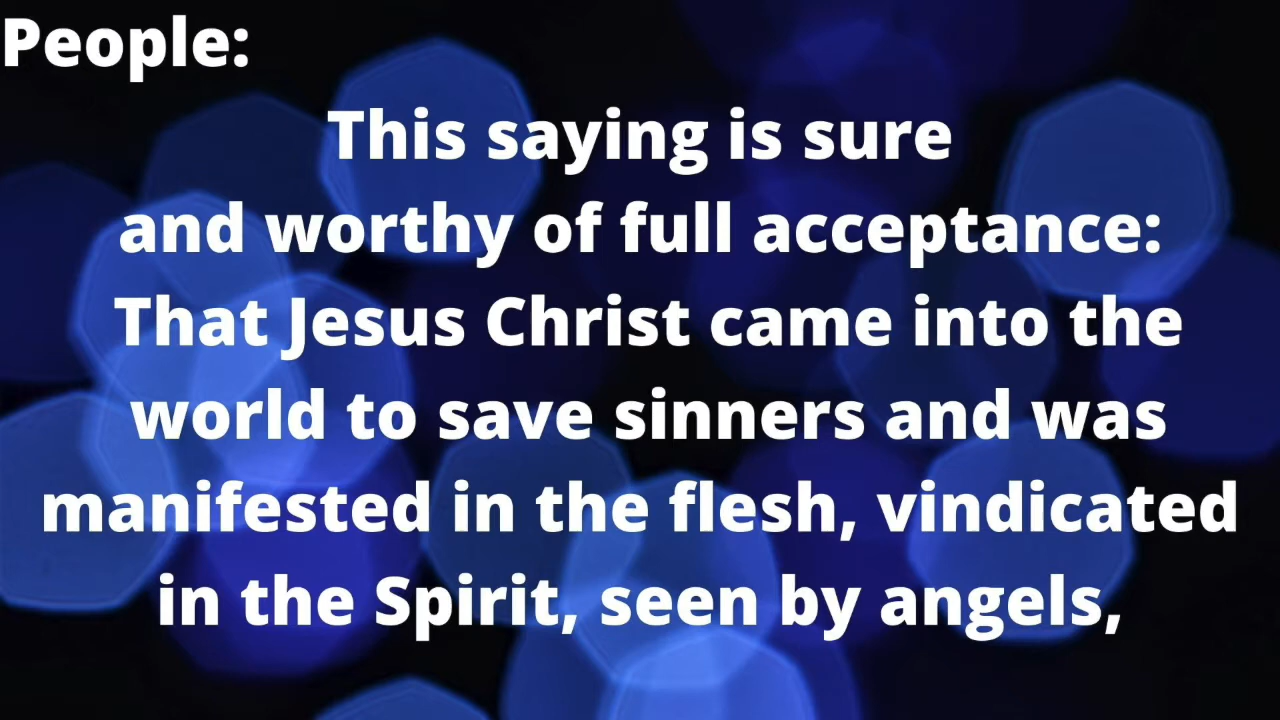 People:
This saying is sure
and worthy of full acceptance:
That Jesus Christ came into the
world to save sinners and was
manifested in the flesh, vindicated
in the Spirit, seen by angels,